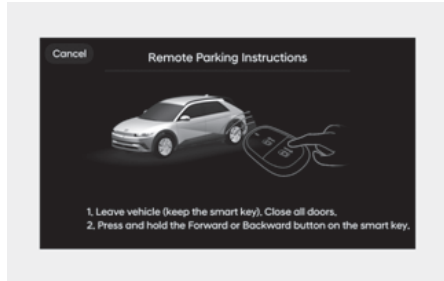 Cancel
Remote Parking Instructions
1. Leave vehicle (keep the smart key), Close all doors.
2. Press and hold the Forward or Backward button on the smart key.